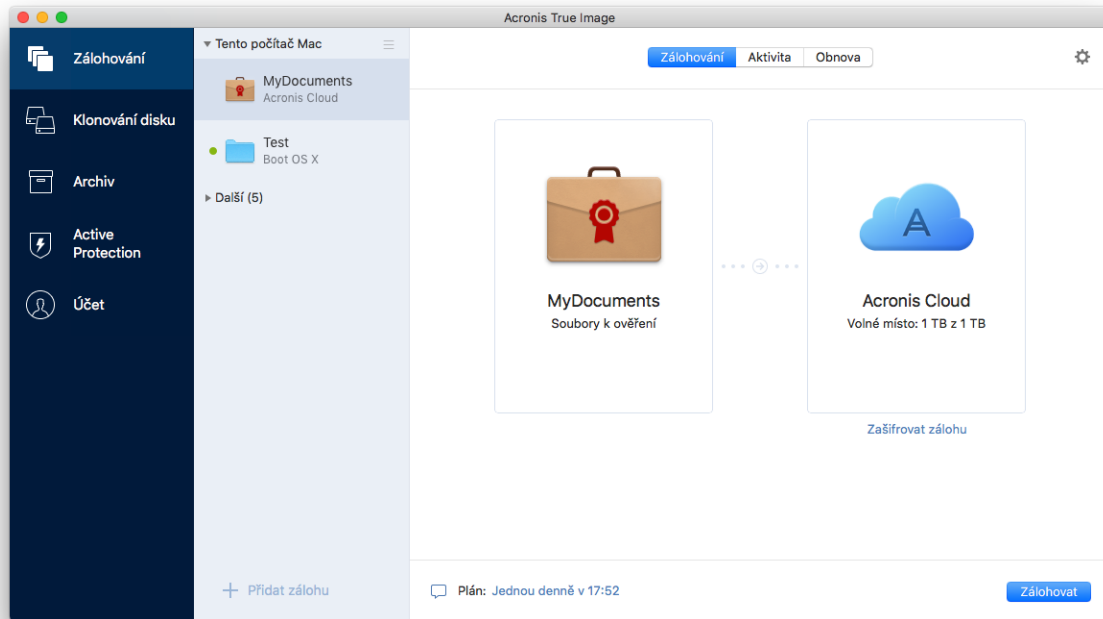 Acronis True Image
Zálohování
Klonování disku
Archiv
Active
Protection
Účet
Tento počítač Mac
MyDocuments
Acronis Cloud
Test
Boot OS X
Další (5)
Přidat zálohu
Zálohování Aktivita Obnova
MyDocuments
Soubory k ověření
Acronis Cloud
Volné místo: 1 TB z 1 TB
Zašifrovat zálohu
Plán: Jednou denně v 17:52
Zálohovat